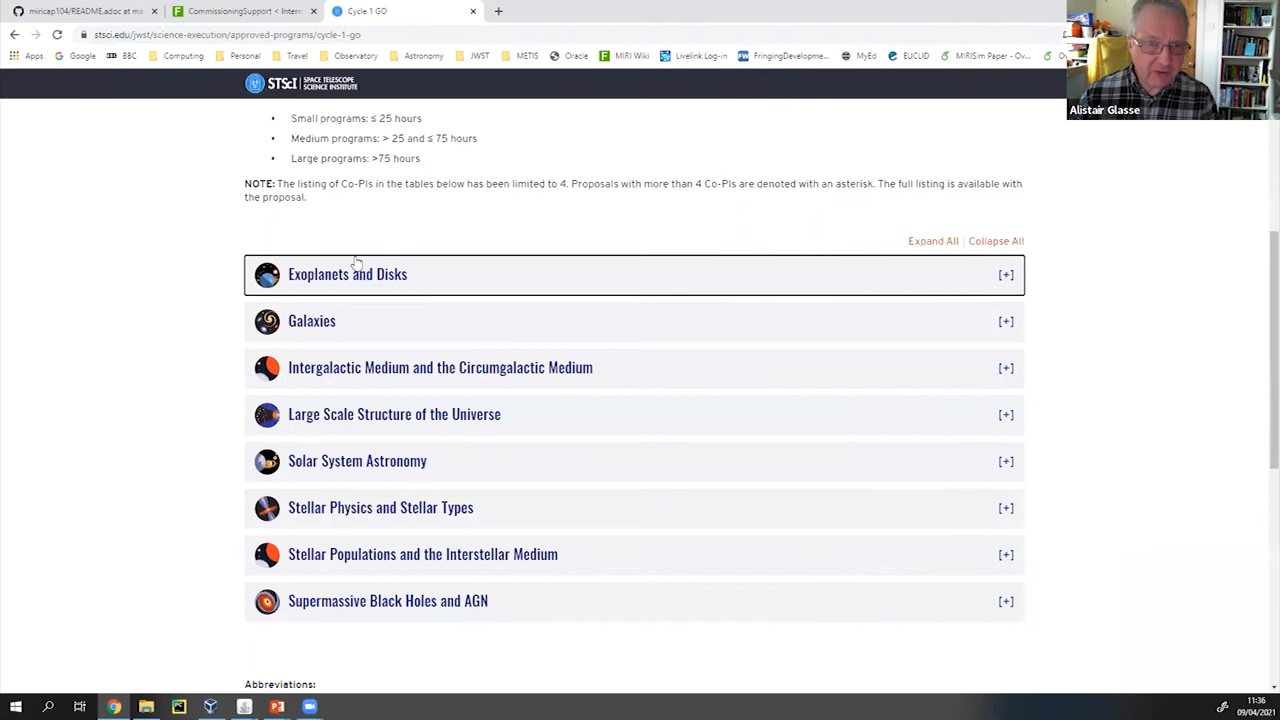 miricap104/README.adoc at m
CommissioningSupport < Intern
Cycle 1 GO
stsci.edu/jwst/science-execution/approved-programs/cycle-1-go
Apps
Google
BBC
Computing
Personal
Travel
Observatories
Astronomy
JWST
METIS
Oracle
MIRI Wiki
Livelink Log-in
FringingDevelopme...
MyEd
EUCLID
MIRISim Paper - Ov...
Alistair Glasse
STScI | SPACE TELESCOPE
SCIENCE INSTITUTE
• Small programs: ≤ 25 hours
• Medium programs: > 25 and ≤ 75 hours
• Large programs: >75 hours
NOTE: The listing of Co-PIs in the tables below has been limited to 4. Proposals with more than 4 Co-PIs are denoted with an asterisk. The full listing is available with
the proposal.
Expand All | Collapse All
Exoplanets and Disks [+]
Galaxies [+]
Intergalactic Medium and the Circumgalactic Medium [+]
Large Scale Structure of the Universe [+]
Solar System Astronomy [+]
Stellar Physics and Stellar Types [+]
Stellar Populations and the Interstellar Medium [+]
Supermassive Black Holes and AGN [+]
Abbreviations:
11:36
09/04/2021